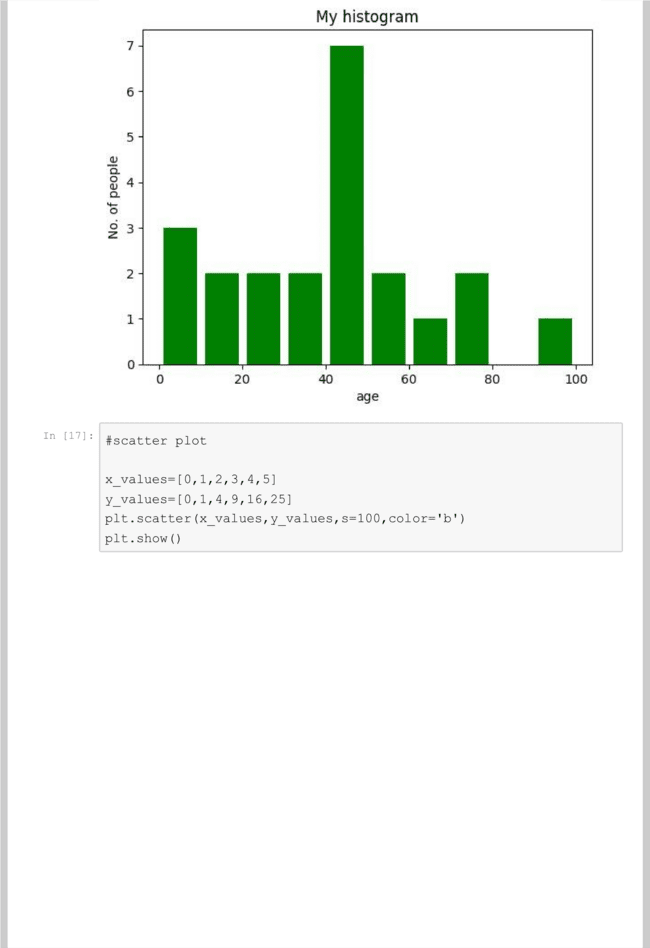 My histogram
7
6
5
4
3
2
1
0
No. of people
0 20 40 60 80 100
age
In [17]:
#scatter plot
x_values=[0,1,2,3,4,5]
y_values=[0,1,4,9,16,25]
plt.scatter(x_values,y_values,s=100,color='b')
plt.show()